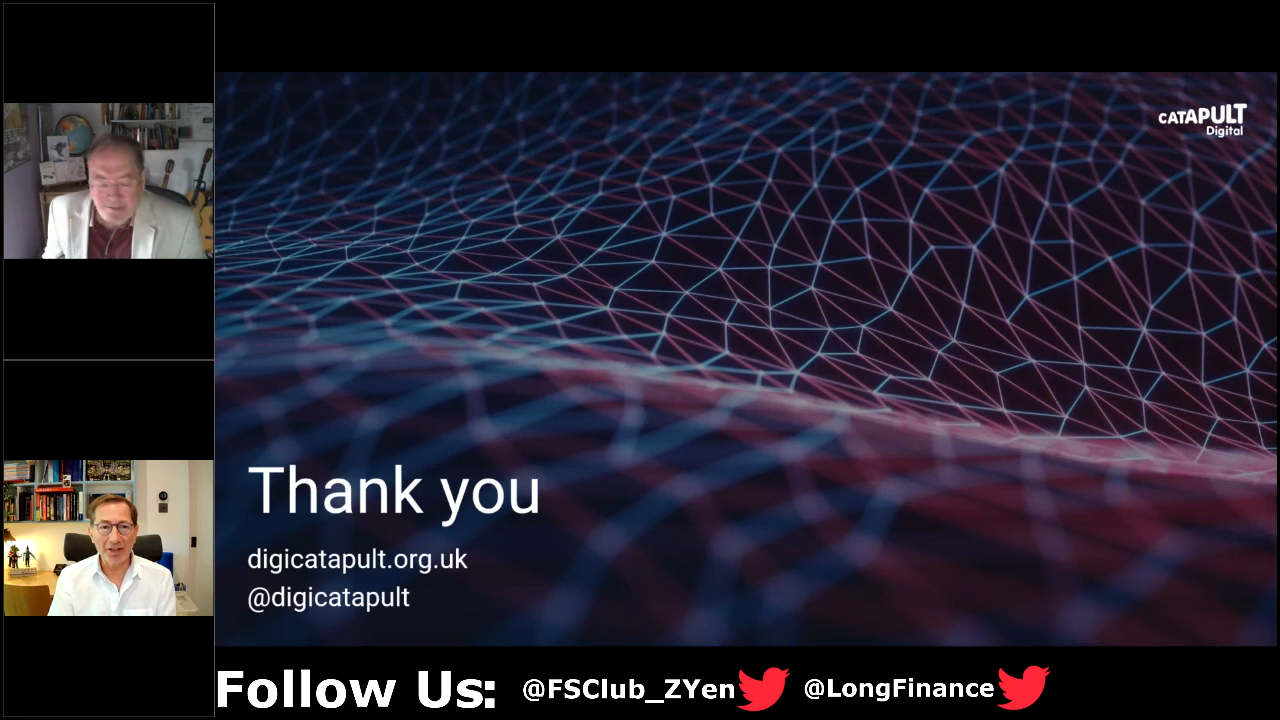 CATAPULT
Digital
Thank you
digicatapult.org.uk
@digicatapult
Follow Us: @FSClub_ZYen @LongFinance